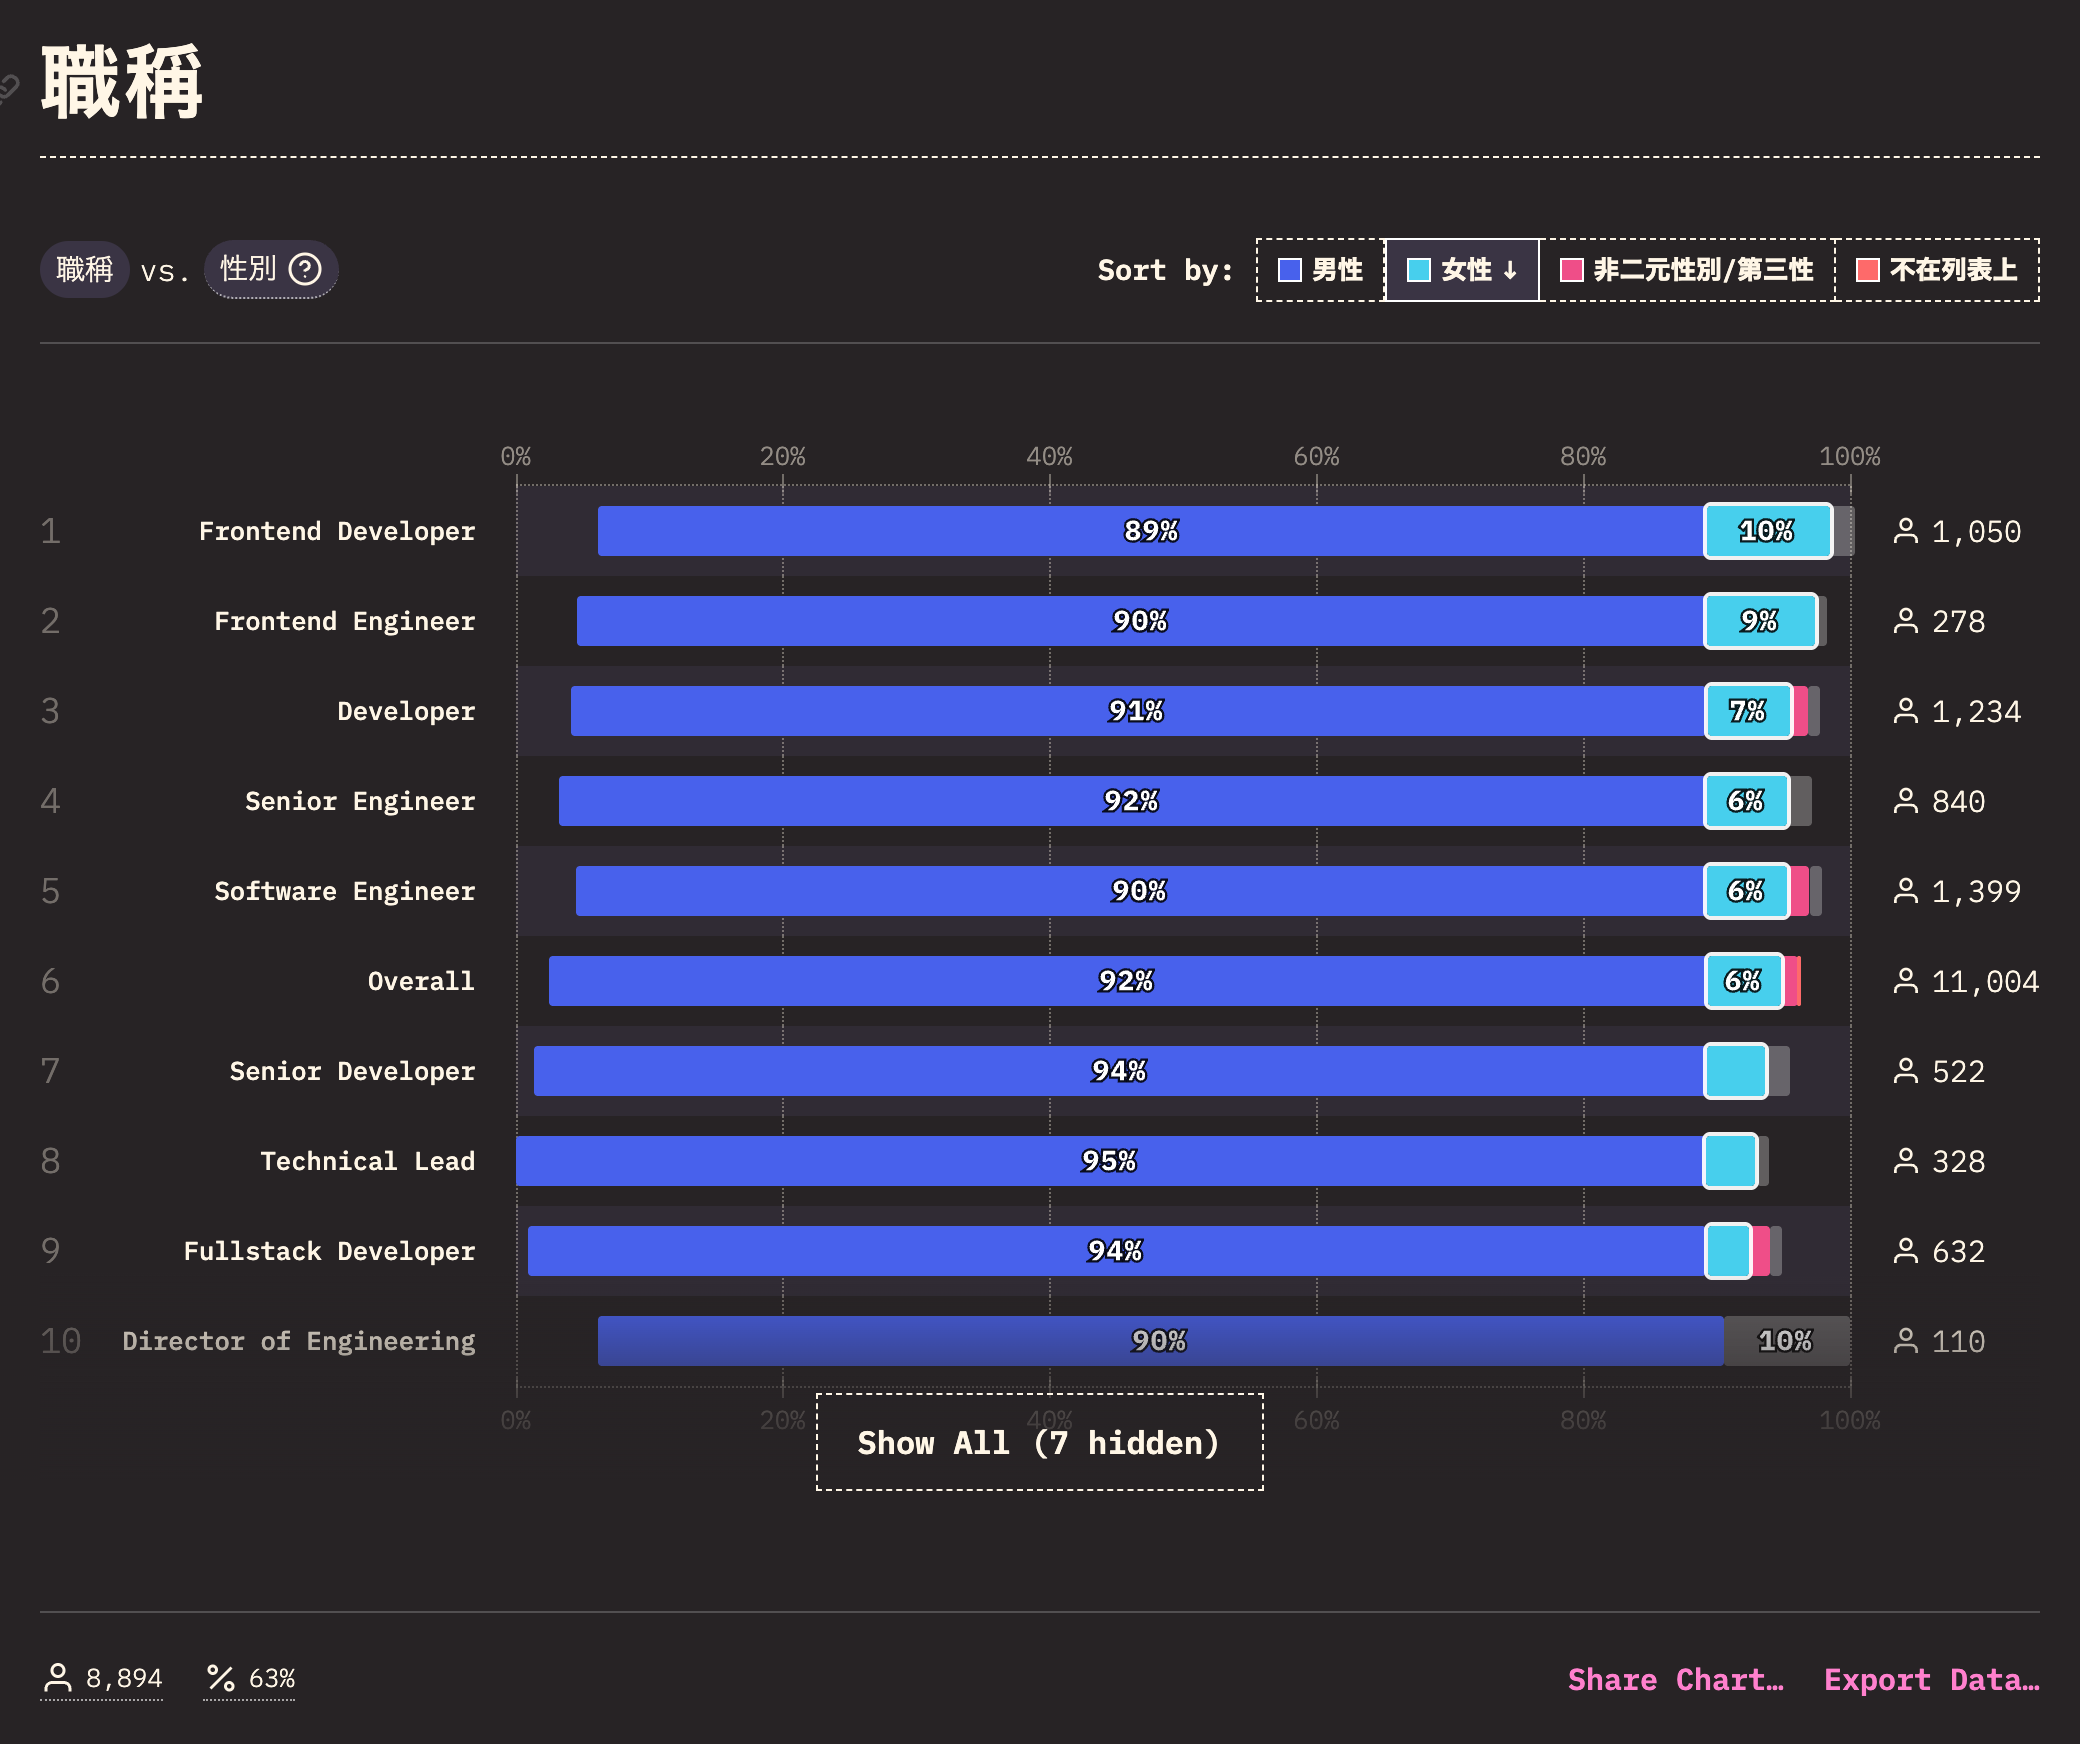 職稱
職稱 vs. 性別
Sort by: 男性 女性 ↓ 非二元性別/第三性 不在列表上
0% 20% 40% 60% 80% 100%
1 Frontend Developer 89% 10% 1,050
2 Frontend Engineer 90% 9% 278
3 Developer 91% 7% 1,234
4 Senior Engineer 92% 6% 840
5 Software Engineer 90% 6% 1,399
6 Overall 92% 6% 11,004
7 Senior Developer 94% 522
8 Technical Lead 95% 328
9 Fullstack Developer 94% 632
10 Director of Engineering 90% 10% 110
0% 20% 40% 60% 80% 100%
Show All (7 hidden)
8,894 63% Share Chart… Export Data…